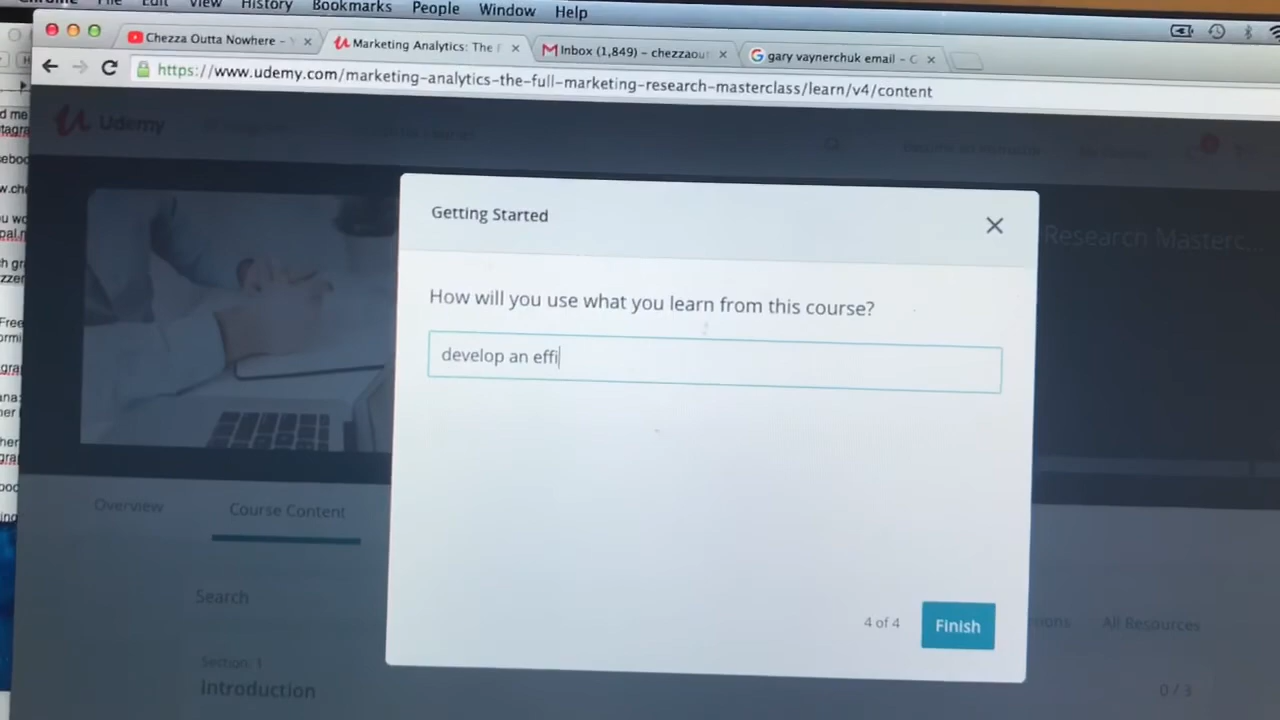 File Edit View History Bookmarks People Window Help
Chezza Outta Nowhere -
Marketing Analytics: The
Inbox (1,849) – chezzaou
gary vaynerchuk email -
https://www.udemy.com/marketing-analytics-the-full-marketing-research-masterclass/learn/v4/content
Udemy
Research Masterc...
Getting Started
How will you use what you learn from this course?
develop an effi
4 of 4
Finish
Overview
Course Content
Search
All Resources
Section: 1
Introduction
0 / 3